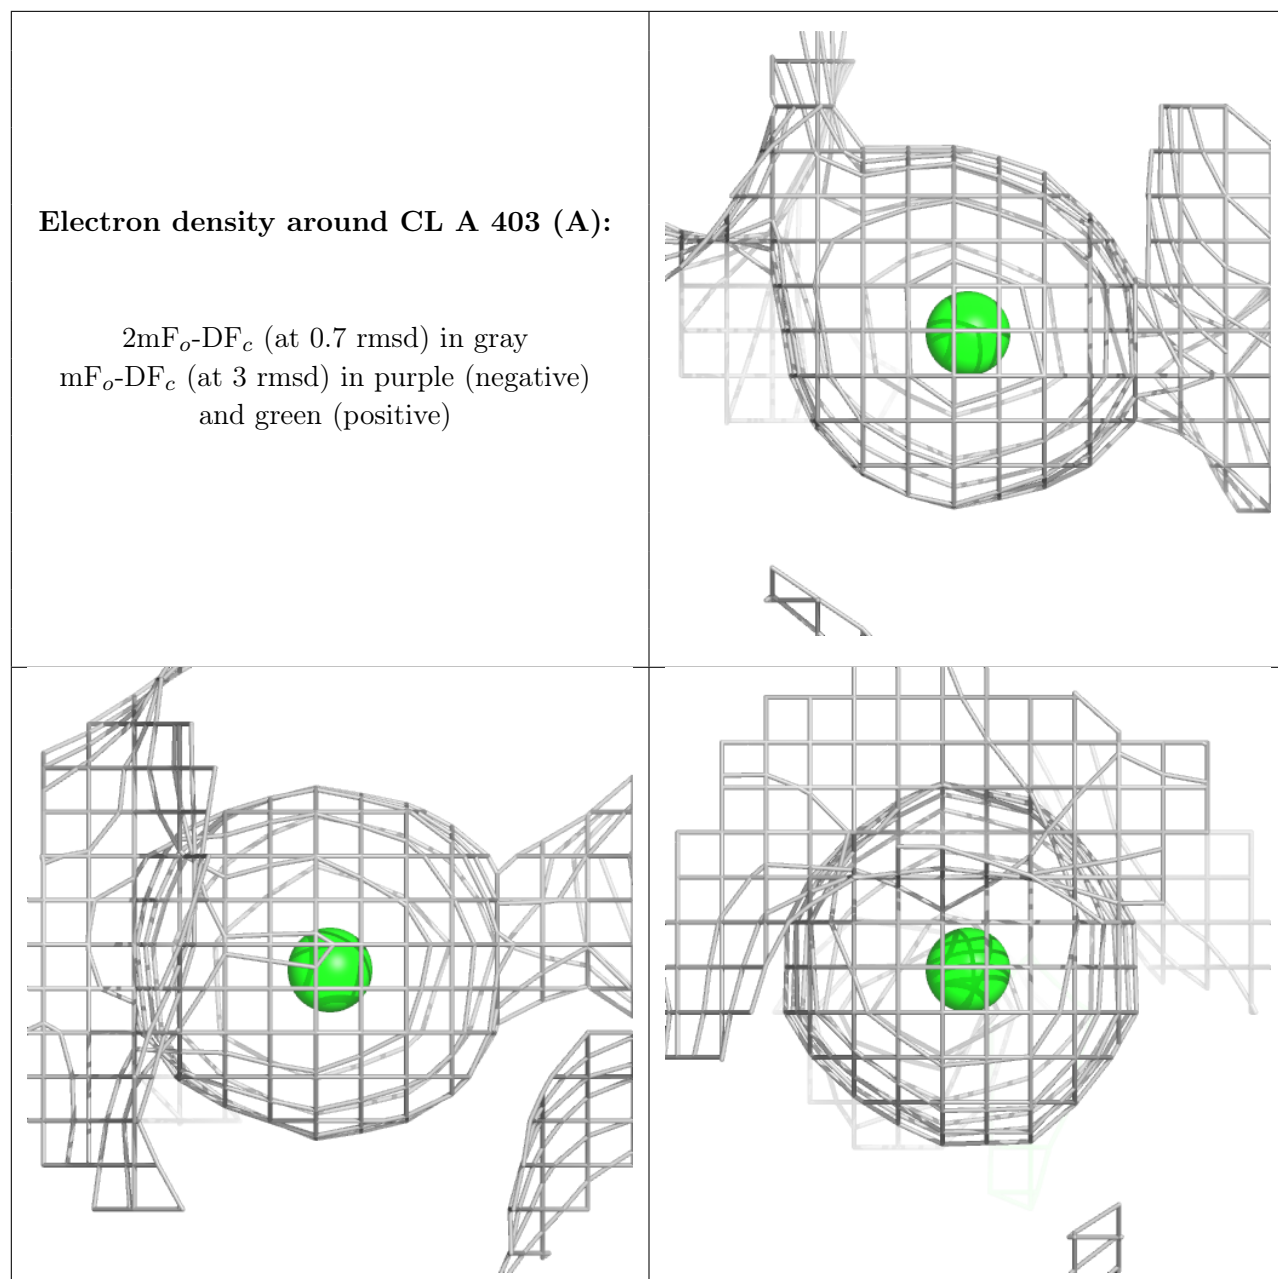 Electron density around CL A 403 (A):
2mFₒ-DF𝒸 (at 0.7 rmsd) in gray
mFₒ-DF𝒸 (at 3 rmsd) in purple (negative)
and green (positive)